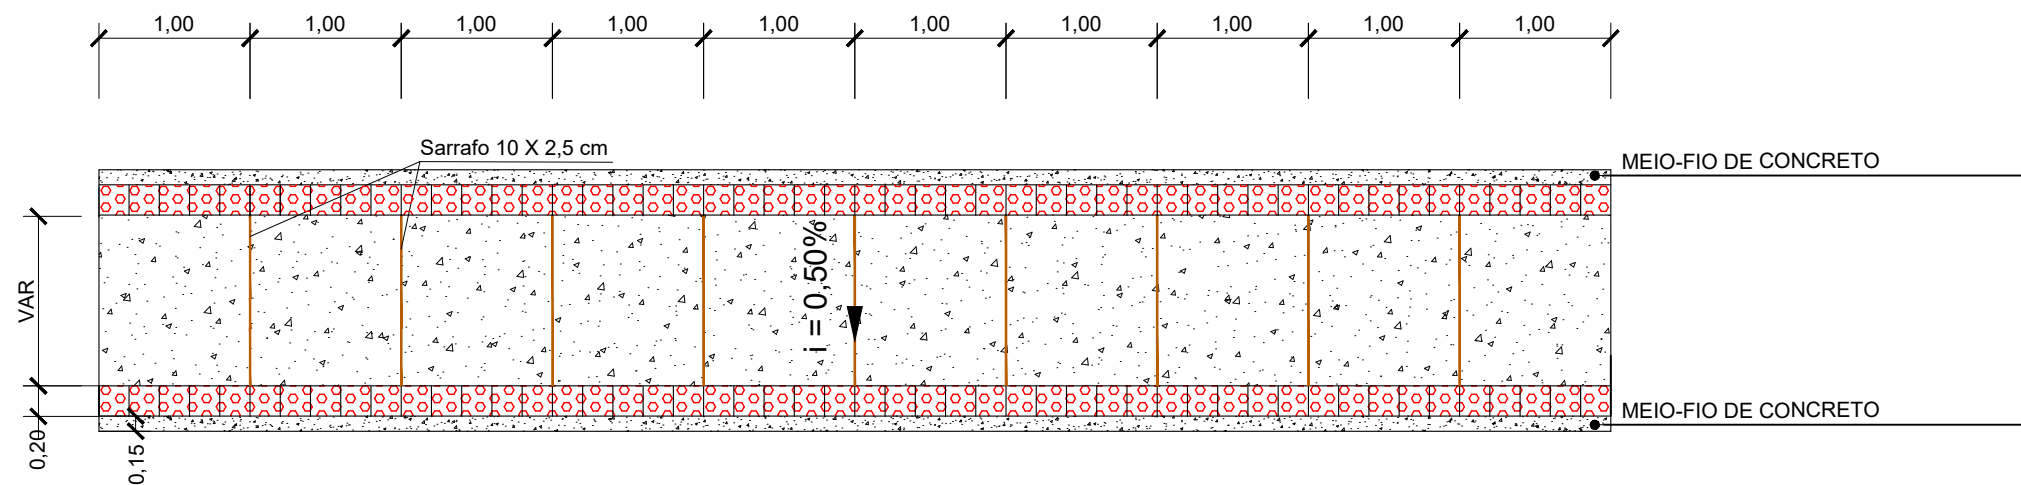 1,00 1,00 1,00 1,00 1,00 1,00 1,00 1,00 1,00 1,00
Sarrafo 10 X 2,5 cm
MEIO-FIO DE CONCRETO
VAR
i = 0,50%
MEIO-FIO DE CONCRETO
0,20
0,15